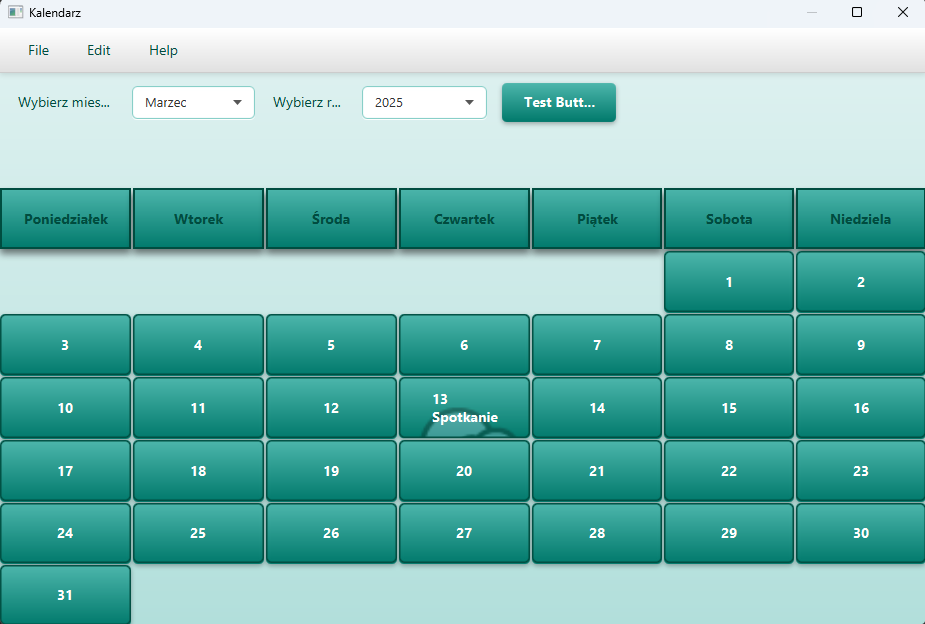 Kalendarz
File Edit Help
Wybierz mies... Marzec Wybierz r... 2025 Test Butt...
Poniedziałek Wtorek Środa Czwartek Piątek Sobota Niedziela
1 2
3 4 5 6 7 8 9
10 11 12 13 14 15 16
Spotkanie
17 18 19 20 21 22 23
24 25 26 27 28 29 30
31